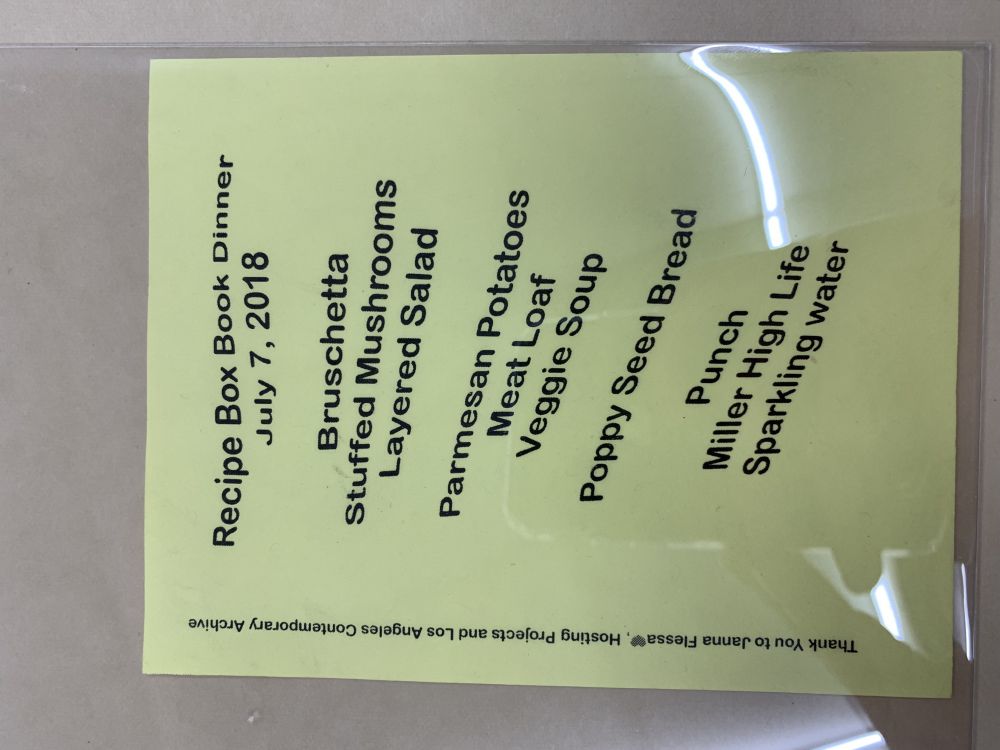 Recipe Box Book Dinner
July 7, 2018
Bruschetta
Stuffed Mushrooms
Layered Salad
Parmesan Potatoes
Meat Loaf
Veggie Soup
Poppy Seed Bread
Punch
Miller High Life
Sparkling water
Thank You to Janna Flessa♥, Hosting Projects and Los Angeles Contemporary Archive